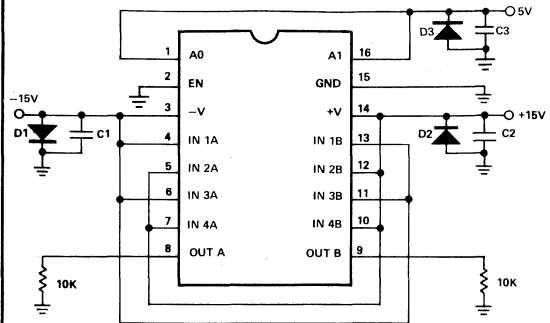 5V
D3
C3
1
A0
A1
16
2
EN
GND
15
-15V
3
-V
+V
14
+15V
D1
C1
4
IN 1A
IN 1B
13
D2
C2
5
IN 2A
IN 2B
12
6
IN 3A
IN 3B
11
7
IN 4A
IN 4B
10
8
OUT A
OUT B
9
10K
10K